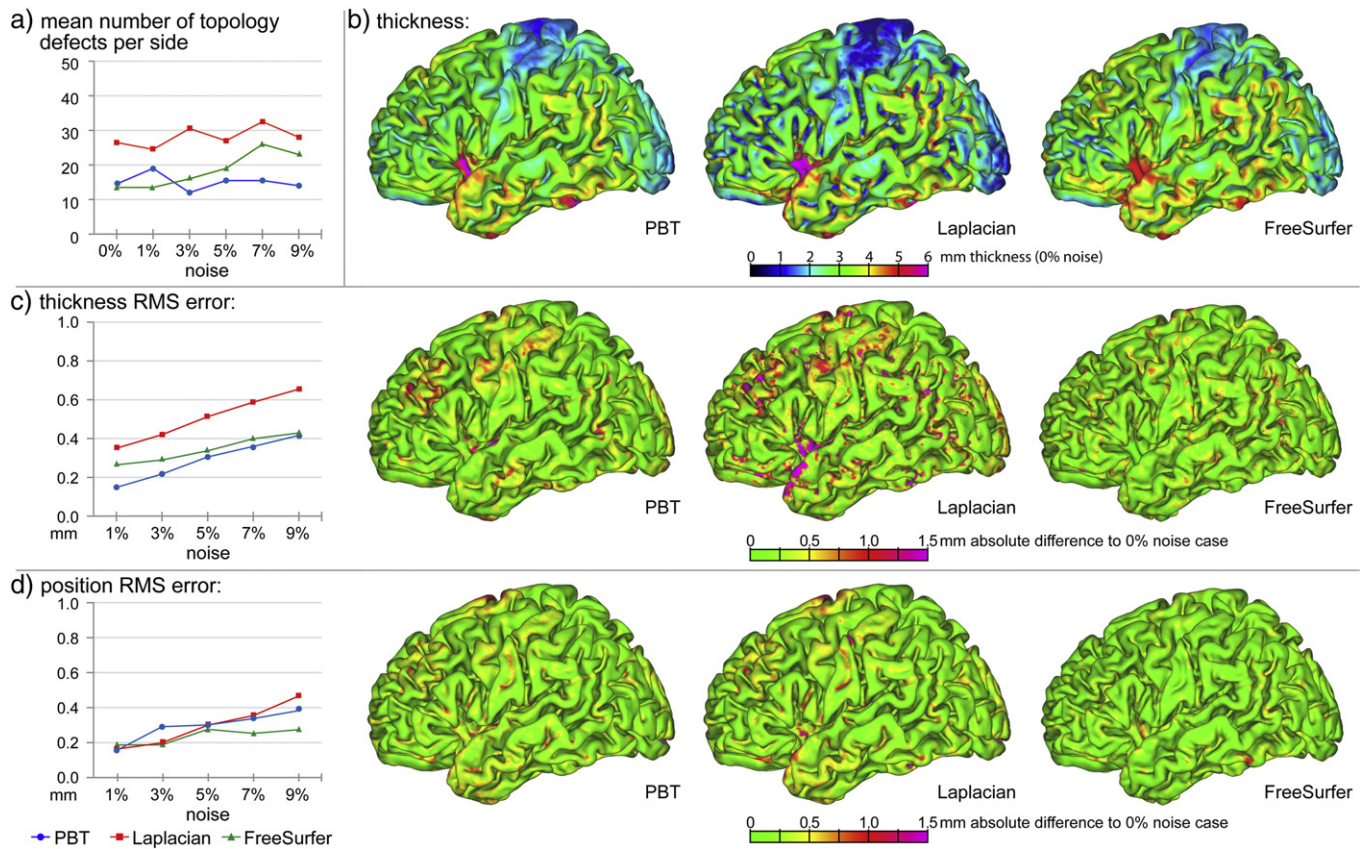 a) mean number of topology
defects per side
50
40
30
20
10
0
0% 1% 3% 5% 7% 9%
noise
b) thickness:
PBT
Laplacian
FreeSurfer
0 1 2 3 4 5 6 mm thickness (0% noise)
c) thickness RMS error:
1.0
0.8
0.6
0.4
0.2
0.0
mm 1% 3% 5% 7% 9%
noise
PBT
Laplacian
FreeSurfer
0 0.5 1.0 1.5 mm absolute difference to 0% noise case
d) position RMS error:
1.0
0.8
0.6
0.4
0.2
0.0
mm 1% 3% 5% 7% 9%
noise
PBT Laplacian FreeSurfer
PBT
Laplacian
FreeSurfer
0 0.5 1.0 1.5 mm absolute difference to 0% noise case